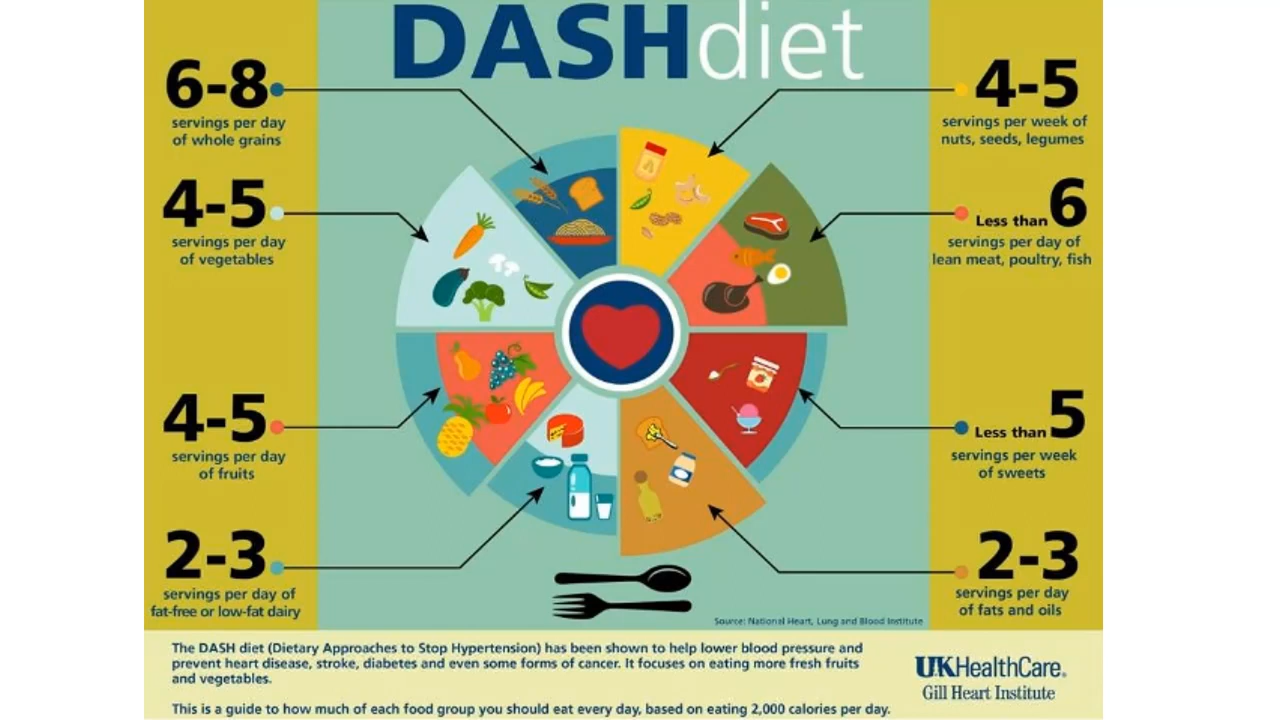 DASHdiet
6-8
servings per day
of whole grains
4-5
servings per day
of vegetables
4-5
servings per day
of fruits
2-3
servings per day of
fat-free or low-fat dairy
4-5
servings per week of
nuts, seeds, legumes
Less than 6
servings per day of
lean meat, poultry, fish
Less than 5
servings per week
of sweets
2-3
servings per day
of fats and oils
Source: National Heart, Lung and Blood Institute
The DASH diet (Dietary Approaches to Stop Hypertension) has been shown to help lower blood pressure and
prevent heart disease, stroke, diabetes and even some forms of cancer. It focuses on eating more fresh fruits
and vegetables.
This is a guide to how much of each food group you should eat every day, based on eating 2,000 calories per day.
UKHealthCare®
Gill Heart Institute